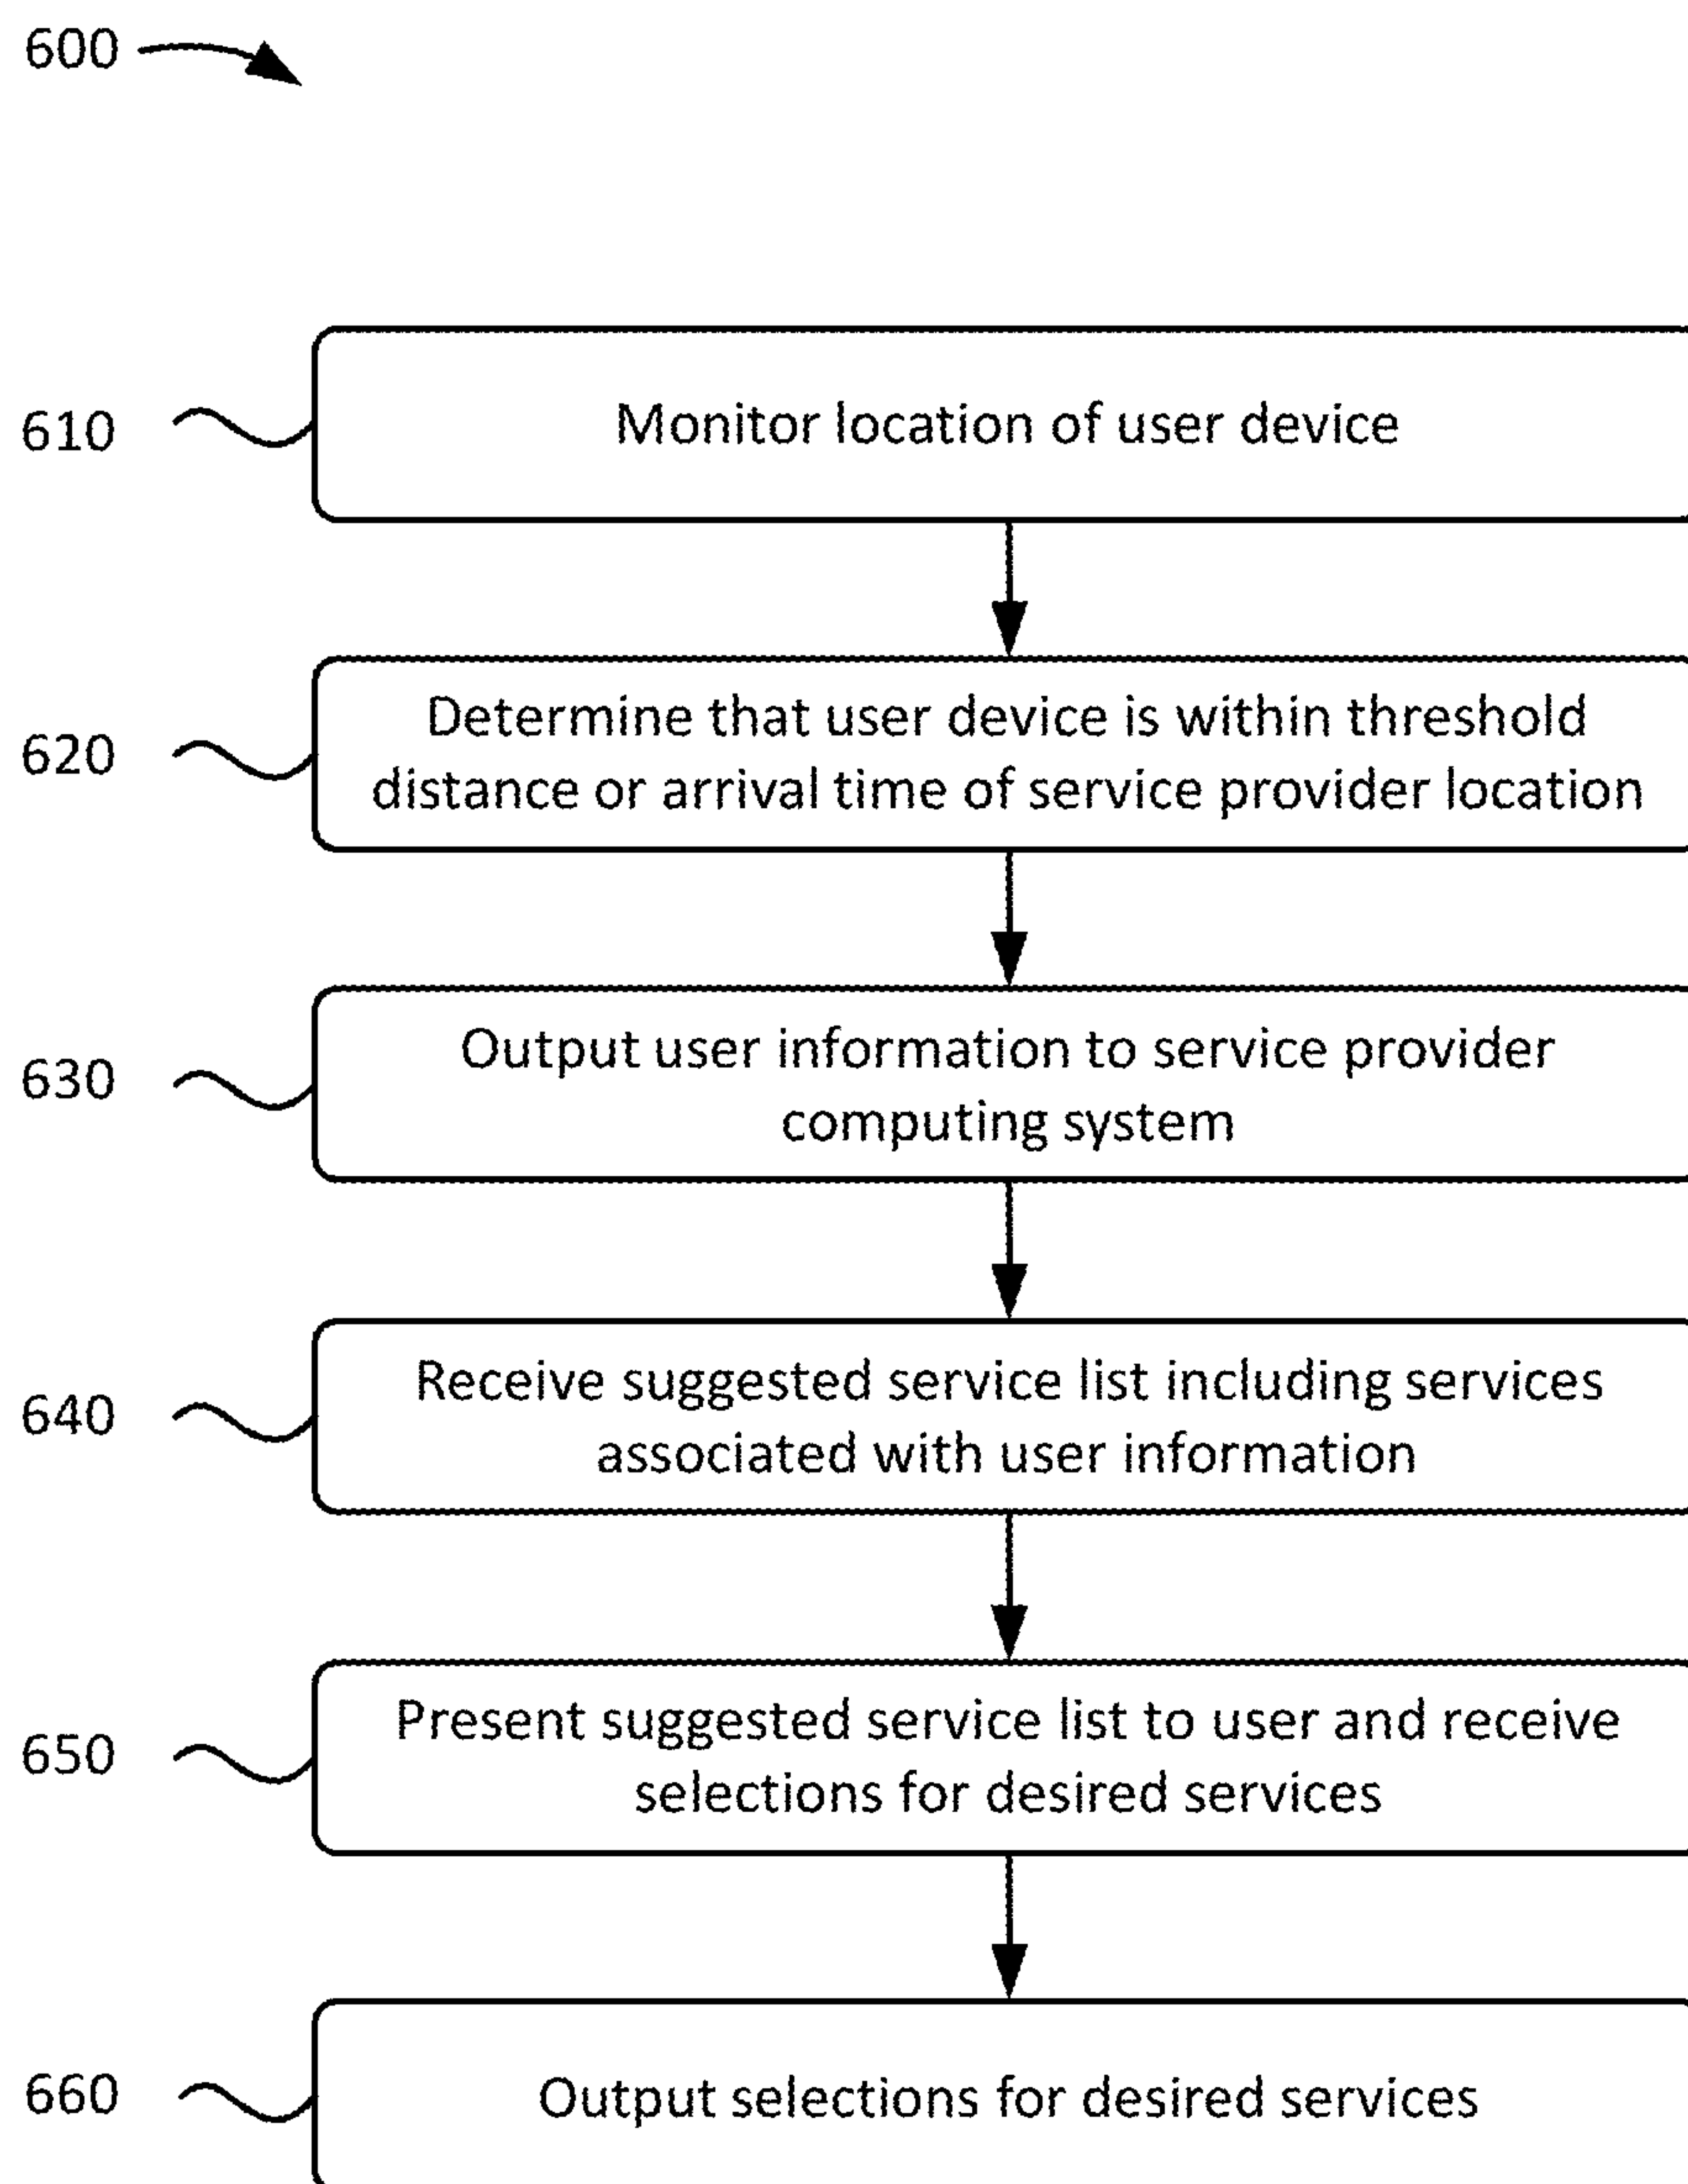 600
610
Monitor location of user device
620
Determine that user device is within threshold
distance or arrival time of service provider location
630
Output user information to service provider
computing system
640
Receive suggested service list including services
associated with user information
650
Present suggested service list to user and receive
selections for desired services
660
Output selections for desired services